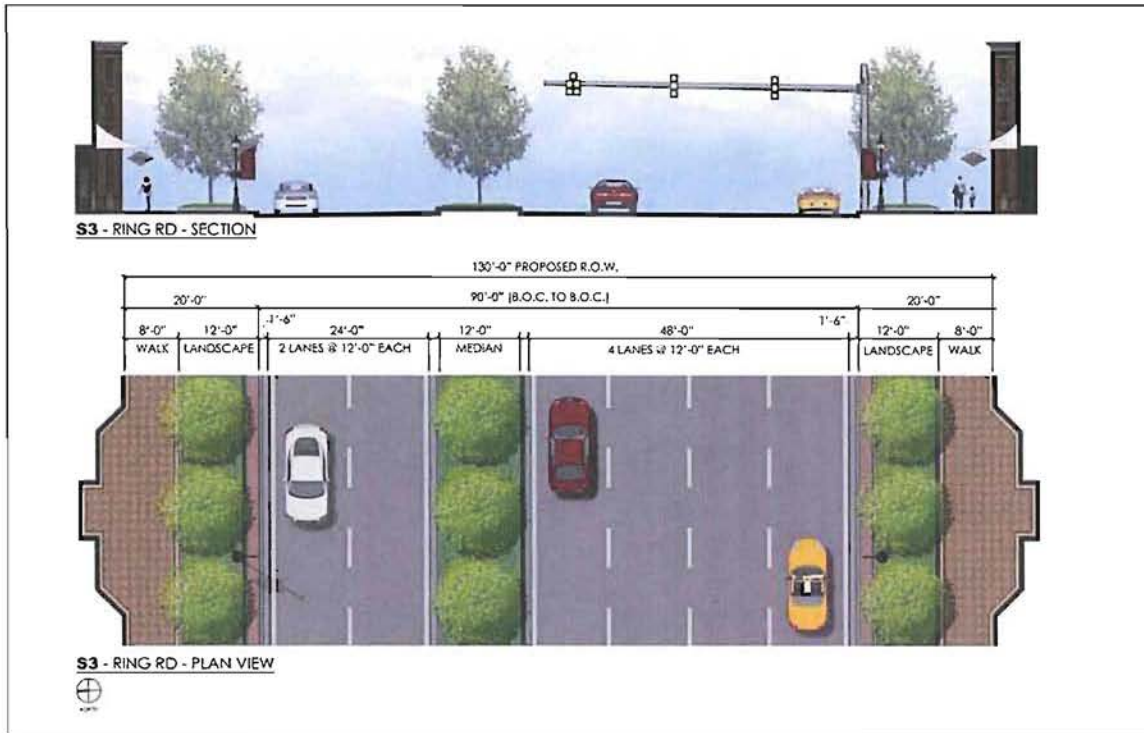 S3 - RING RD - SECTION
130'-0" PROPOSED R.O.W.
20'-0" 90'-0" (B.O.C. TO B.O.C.) 20'-0"
8'-0" 12'-0" 1'-6" 24'-0" 12'-0" 48'-0" 1'-6" 12'-0" 8'-0"
WALK LANDSCAPE 2 LANES @ 12'-0" EACH MEDIAN 4 LANES @ 12'-0" EACH LANDSCAPE WALK
S3 - RING RD - PLAN VIEW
NORTH